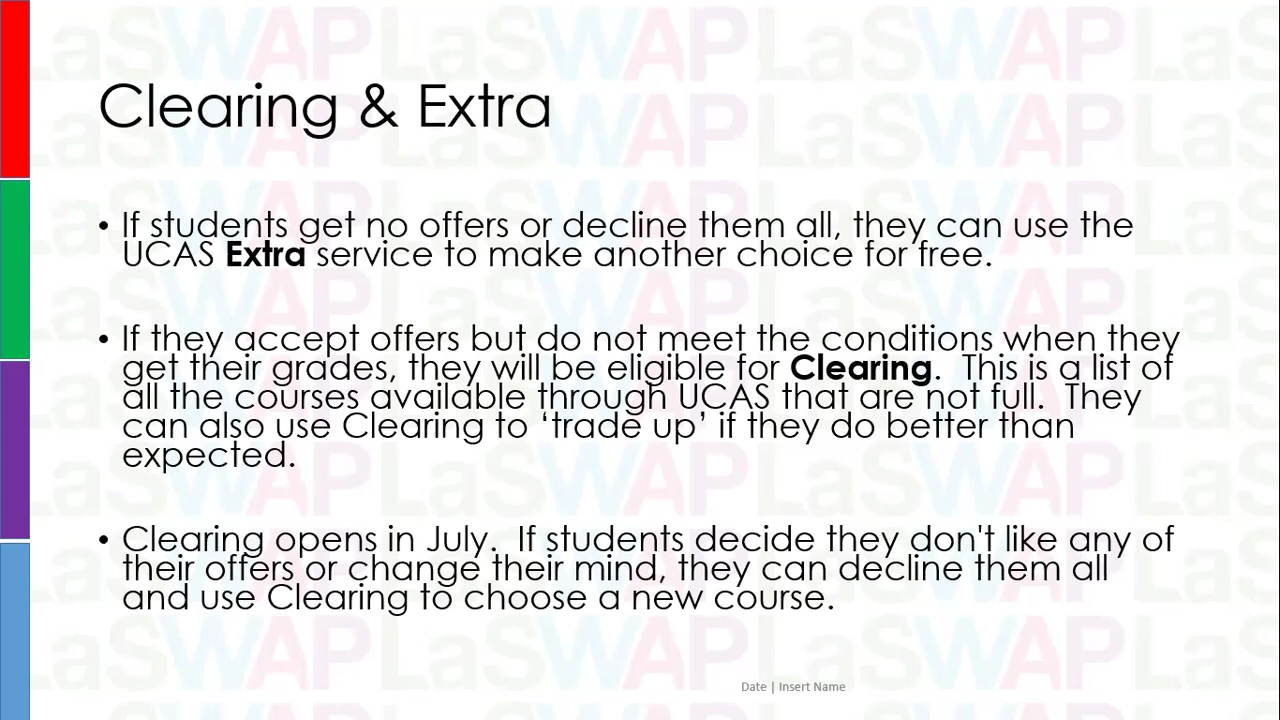 Clearing & Extra
• If students get no offers or decline them all, they can use the
UCAS Extra service to make another choice for free.
• If they accept offers but do not meet the conditions when they
get their grades, they will be eligible for Clearing.  This is a list of
all the courses available through UCAS that are not full.  They
can also use Clearing to ‘trade up’ if they do better than
expected.
• Clearing opens in July.  If students decide they don't like any of
their offers or change their mind, they can decline them all
and use Clearing to choose a new course.
Date | Insert Name